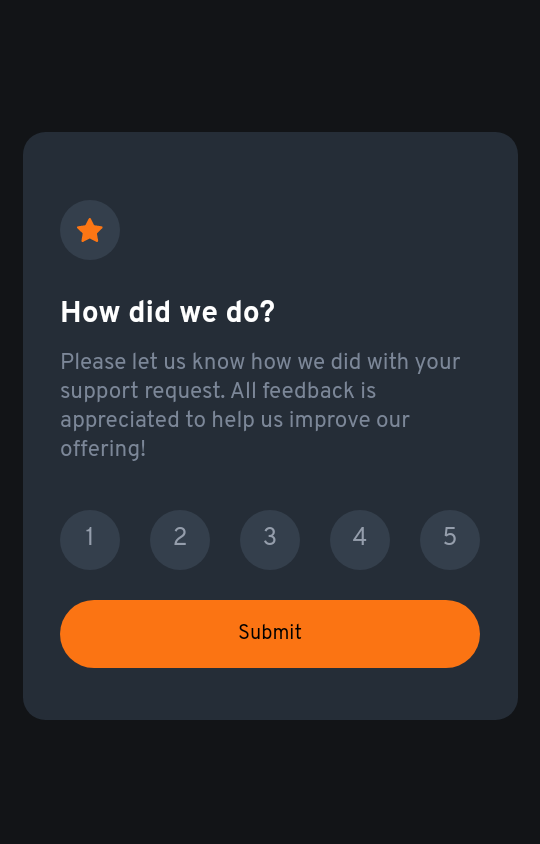 How did we do?
Please let us know how we did with your
support request. All feedback is
appreciated to help us improve our
offering!
1 2 3 4 5
Submit